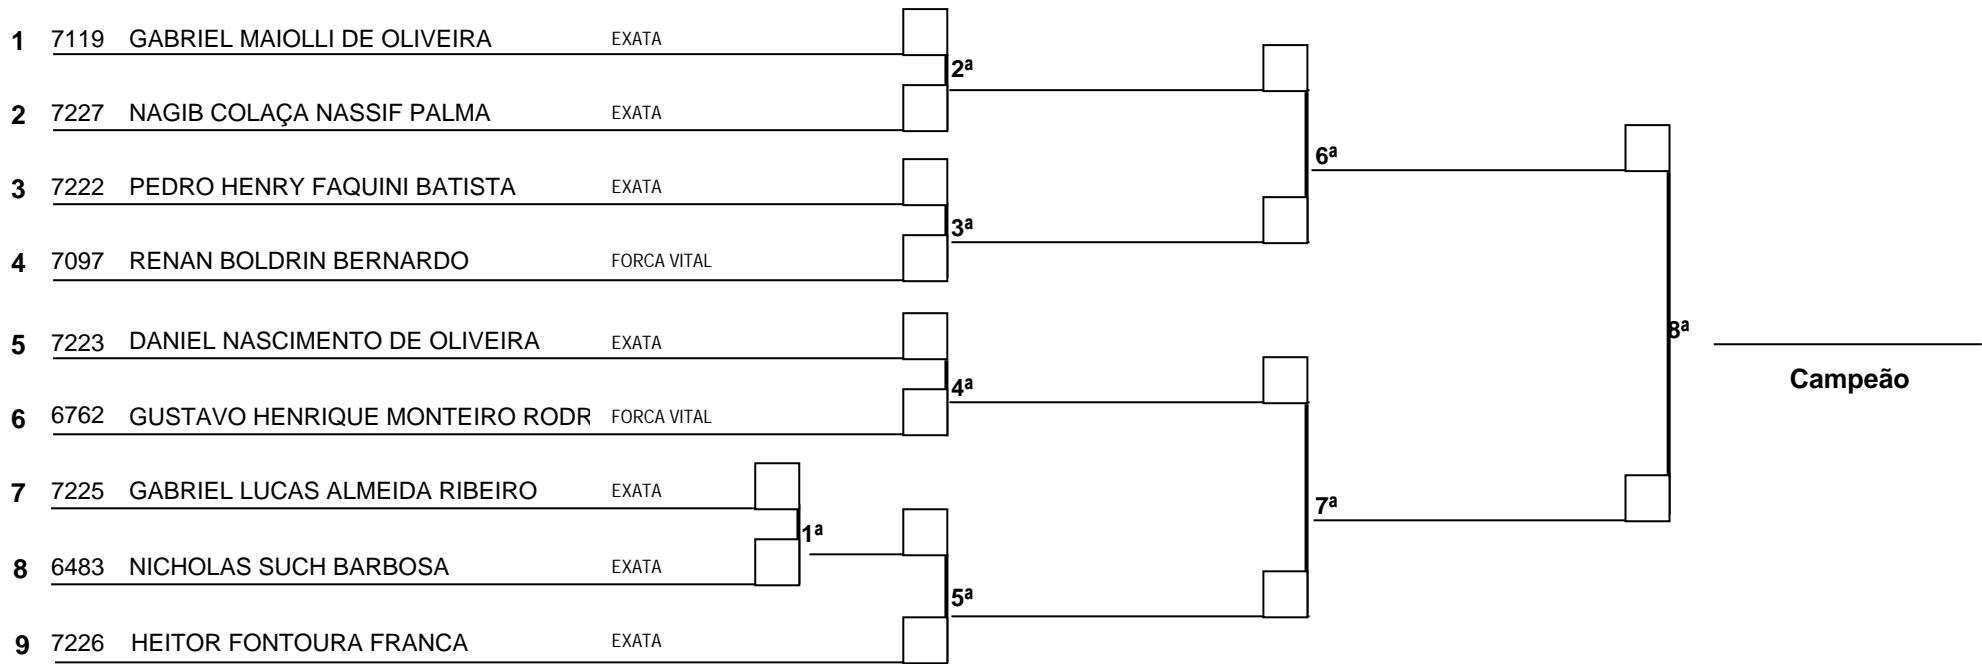 1 7119 GABRIEL MAIOLLI DE OLIVEIRA EXATA
2ª
2 7227 NAGIB COLAÇA NASSIF PALMA EXATA
6ª
3 7222 PEDRO HENRY FAQUINI BATISTA EXATA
3ª
4 7097 RENAN BOLDRIN BERNARDO FORCA VITAL
8ª
5 7223 DANIEL NASCIMENTO DE OLIVEIRA EXATA
Campeão
4ª
6 6762 GUSTAVO HENRIQUE MONTEIRO RODR FORCA VITAL
7 7225 GABRIEL LUCAS ALMEIDA RIBEIRO EXATA
7ª
1ª
8 6483 NICHOLAS SUCH BARBOSA EXATA
5ª
9 7226 HEITOR FONTOURA FRANCA EXATA